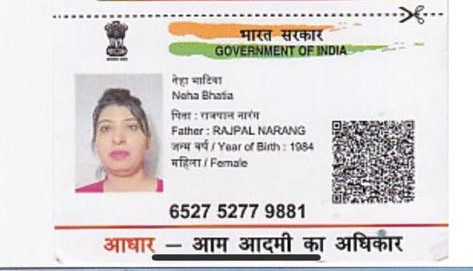 भारत सरकार
GOVERNMENT OF INDIA
नेहा भाटिया
Neha Bhatia
पिता : राजपाल नारंग
Father : RAJPAL NARANG
जन्म वर्ष / Year of Birth : 1984
महिला / Female
6527 5277 9881
आधार — आम आदमी का अधिकार